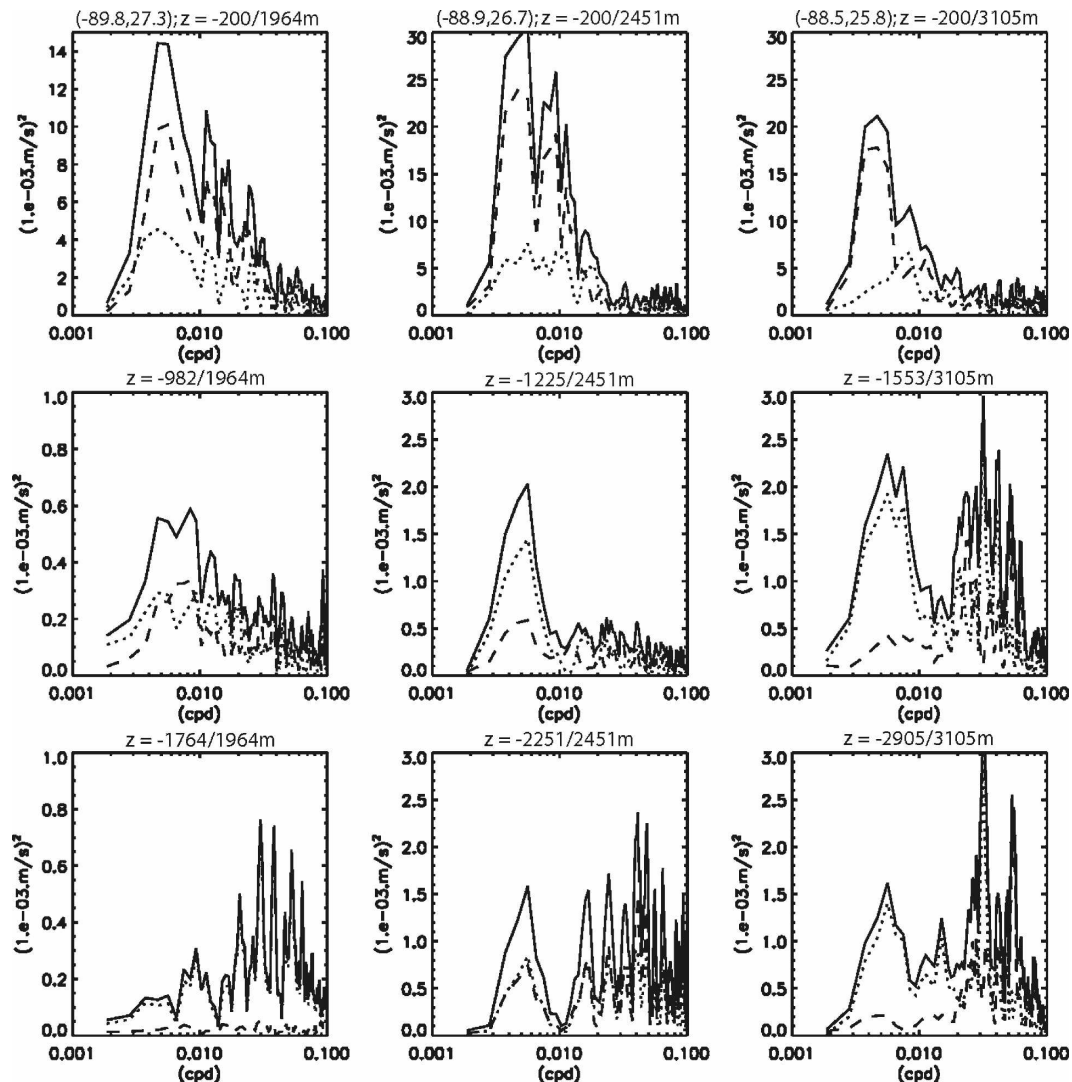 (-89.8,27.3); z = -200/1964m
(1.e-03.m/s)²
14
12
10
8
6
4
2
0
0.001 0.010 0.100
(cpd)
(-88.9,26.7); z = -200/2451m
(1.e-03.m/s)²
30
25
20
15
10
5
0
0.001 0.010 0.100
(cpd)
(-88.5,25.8); z = -200/3105m
(1.e-03.m/s)²
30
25
20
15
10
5
0
0.001 0.010 0.100
(cpd)
z = -982/1964m
(1.e-03.m/s)²
1.0
0.8
0.6
0.4
0.2
0.0
0.001 0.010 0.100
(cpd)
z = -1225/2451m
(1.e-03.m/s)²
3.0
2.5
2.0
1.5
1.0
0.5
0.0
0.001 0.010 0.100
(cpd)
z = -1553/3105m
(1.e-03.m/s)²
3.0
2.5
2.0
1.5
1.0
0.5
0.0
0.001 0.010 0.100
(cpd)
z = -1764/1964m
(1.e-03.m/s)²
1.0
0.8
0.6
0.4
0.2
0.0
0.001 0.010 0.100
(cpd)
z = -2251/2451m
(1.e-03.m/s)²
3.0
2.5
2.0
1.5
1.0
0.5
0.0
0.001 0.010 0.100
(cpd)
z = -2905/3105m
(1.e-03.m/s)²
3.0
2.5
2.0
1.5
1.0
0.5
0.0
0.001 0.010 0.100
(cpd)